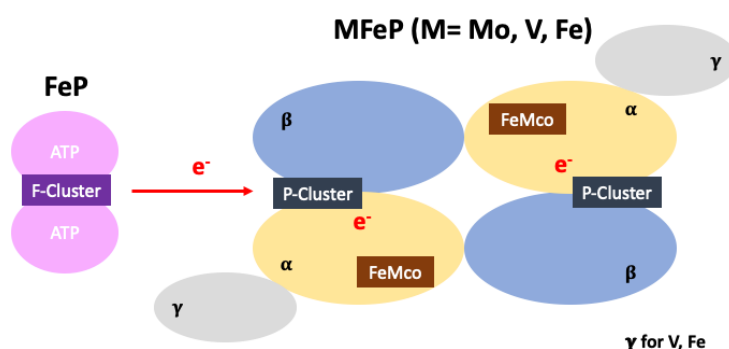 MFeP (M= Mo, V, Fe)
γ
FeP
β
FeMco
α
ATP
e-
e-
F-Cluster
P-Cluster
P-Cluster
e-
ATP
α
FeMco
β
γ
γ for V, Fe